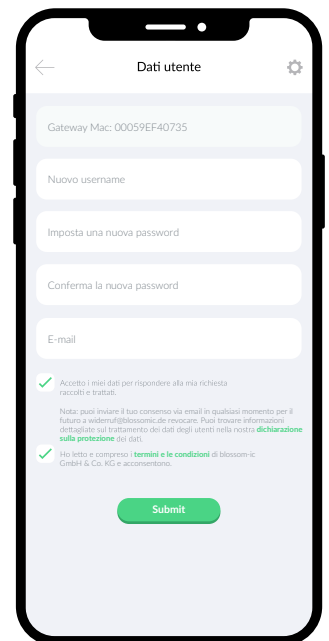 Dati utente
Gateway Mac: 00059EF40735
Nuovo username
Imposta una nuova password
Conferma la nuova password
E-mail
Accetto i miei dati per rispondere alla mia richiesta
raccolti e trattati.
Nota: puoi inviare il tuo consenso via email in qualsiasi momento per il
futuro a widerruf@blossomic.de revocare. Puoi trovare informazioni
dettagliate sul trattamento dei dati degli utenti nella nostra dichiarazione
sulla protezione dei dati.
Ho letto e compreso i termini e le condizioni di blossom-ic
GmbH & Co. KG e acconsentono.
Submit